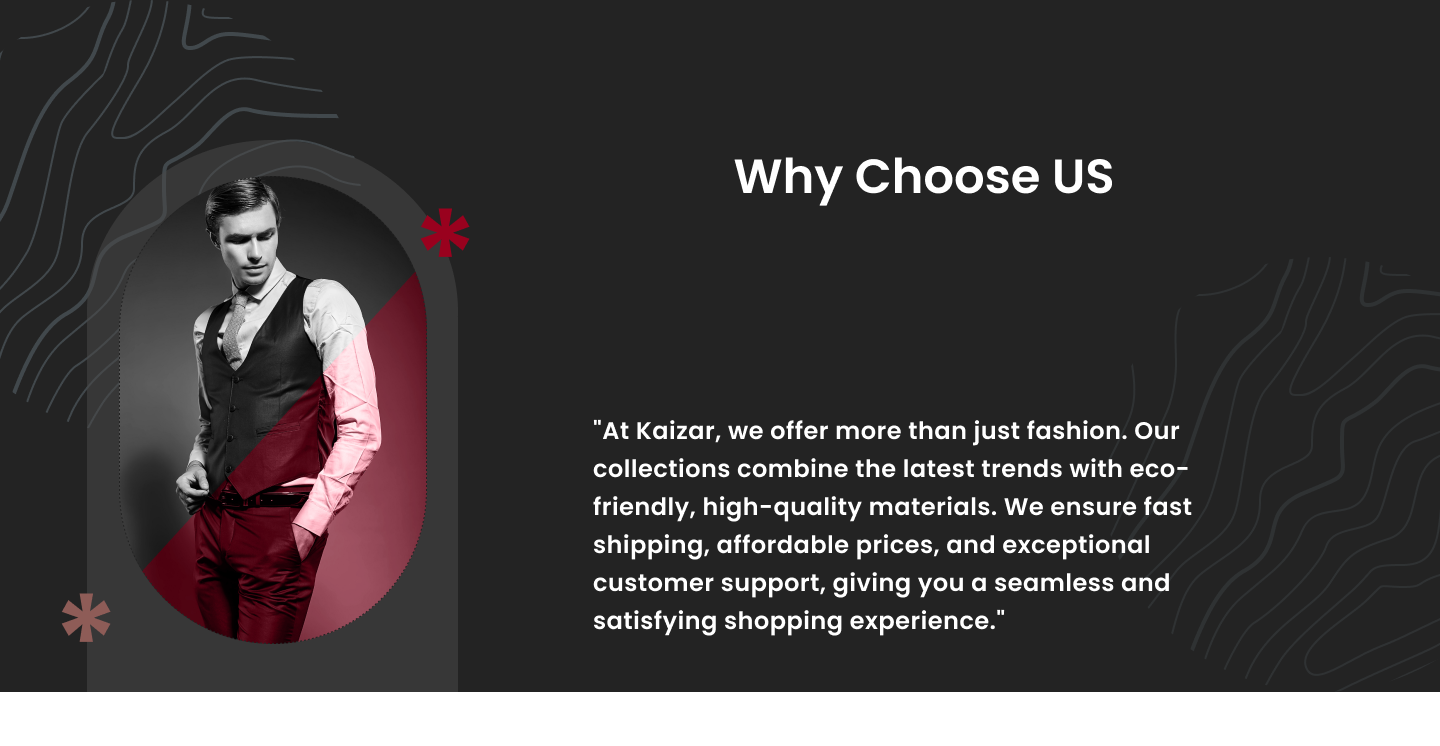 Why Choose US
"At Kaizar, we offer more than just fashion. Our
collections combine the latest trends with eco-
friendly, high-quality materials. We ensure fast
shipping, affordable prices, and exceptional
customer support, giving you a seamless and
satisfying shopping experience."